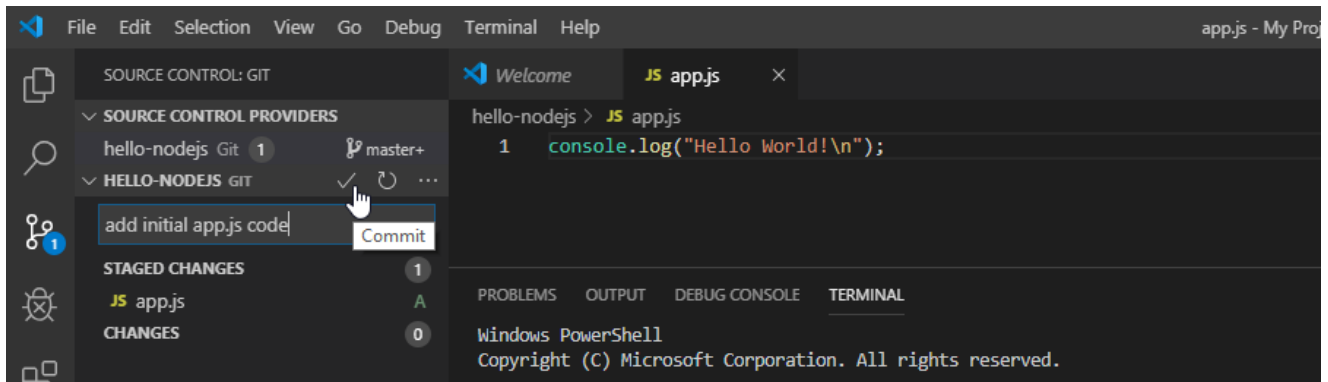 File Edit Selection View Go Debug Terminal Help app.js - My Proj
SOURCE CONTROL: GIT
SOURCE CONTROL PROVIDERS
hello-nodejs Git 1 master+
HELLO-NODEJS GIT
add initial app.js code
Commit
STAGED CHANGES 1
JS app.js A
CHANGES 0
1
Welcome JS app.js
hello-nodejs > JS app.js
1 console.log("Hello World!\n");
PROBLEMS OUTPUT DEBUG CONSOLE TERMINAL
Windows PowerShell
Copyright (C) Microsoft Corporation. All rights reserved.